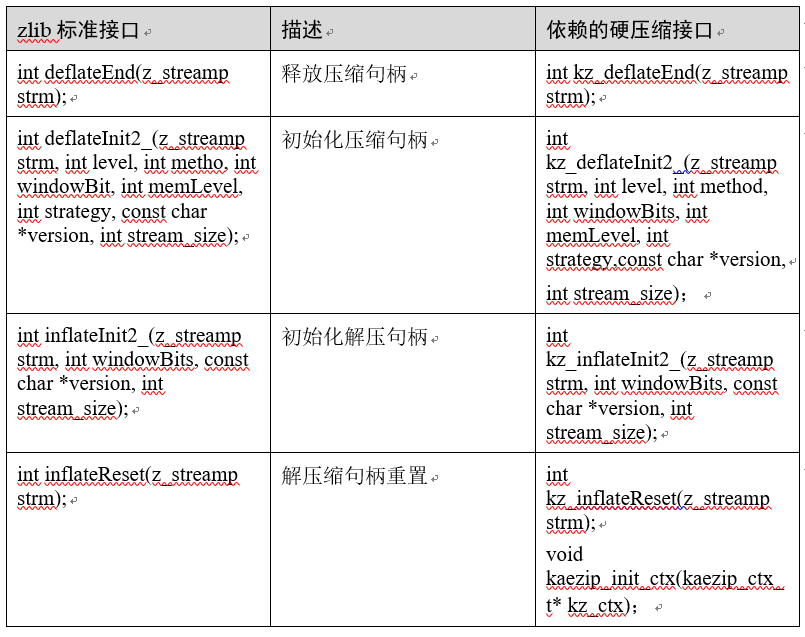 zlib 标准接口
描述
依赖的硬压缩接口
int deflateEnd(z_streamp
strm);
释放压缩句柄
int kz_deflateEnd(z_streamp
strm);
int deflateInit2_(z_streamp
strm, int level, int metho, int
windowBit, int memLevel,
int strategy, const char
*version, int stream_size);
初始化压缩句柄
int
kz_deflateInit2_(z_streamp
strm, int level, int method,
int windowBits, int
memLevel, int
strategy,const char *version,
int stream_size)；
int inflateInit2_(z_streamp
strm, int windowBits, const
char *version, int
stream_size);
初始化解压句柄
int
kz_inflateInit2_(z_streamp
strm, int windowBits, const
char *version, int
stream_size);
int inflateReset(z_streamp
strm);
解压缩句柄重置
int
kz_inflateReset(z_streamp
strm);
void
kaezip_init_ctx(kaezip_ctx_
t* kz_ctx)；